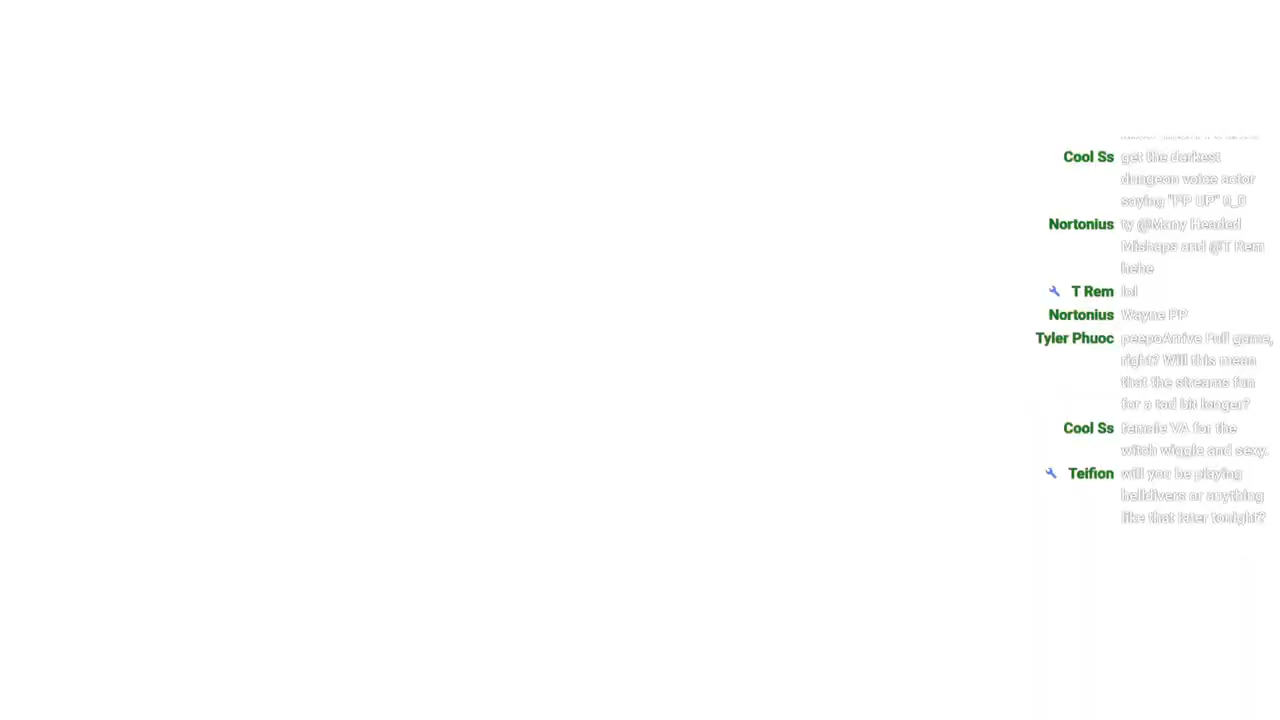 Cool Ss get the darkest
dungeon voice actor
saying "PP UP" 0_0
Nortonius ty @Many Headed
Mishaps and @T Rem
hehe
T Rem lol
Nortonius Wayne PP
Tyler Phuoc peepoArrive Full game,
right? Will this mean
that the streams fun
for a tad bit longer?
Cool Ss female VA for the
witch wiggle and sexy.
Teifion will you be playing
helldivers or anything
like that later tonight?